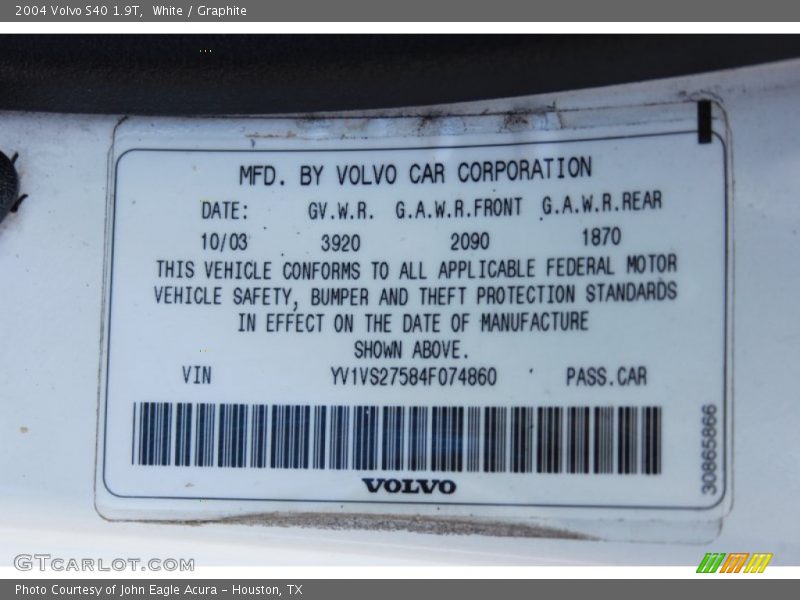 2004 Volvo S40 1.9T, White / Graphite
MFD. BY VOLVO CAR CORPORATION
DATE: GV.W.R. G.A.W.R.FRONT G.A.W.R.REAR
10/03 3920 2090 1870
THIS VEHICLE CONFORMS TO ALL APPLICABLE FEDERAL MOTOR
VEHICLE SAFETY, BUMPER AND THEFT PROTECTION STANDARDS
IN EFFECT ON THE DATE OF MANUFACTURE
SHOWN ABOVE.
VIN YV1VS27584F074860 PASS.CAR
30865866
VOLVO
GTCARLOT.COM
Photo Courtesy of John Eagle Acura - Houston, TX